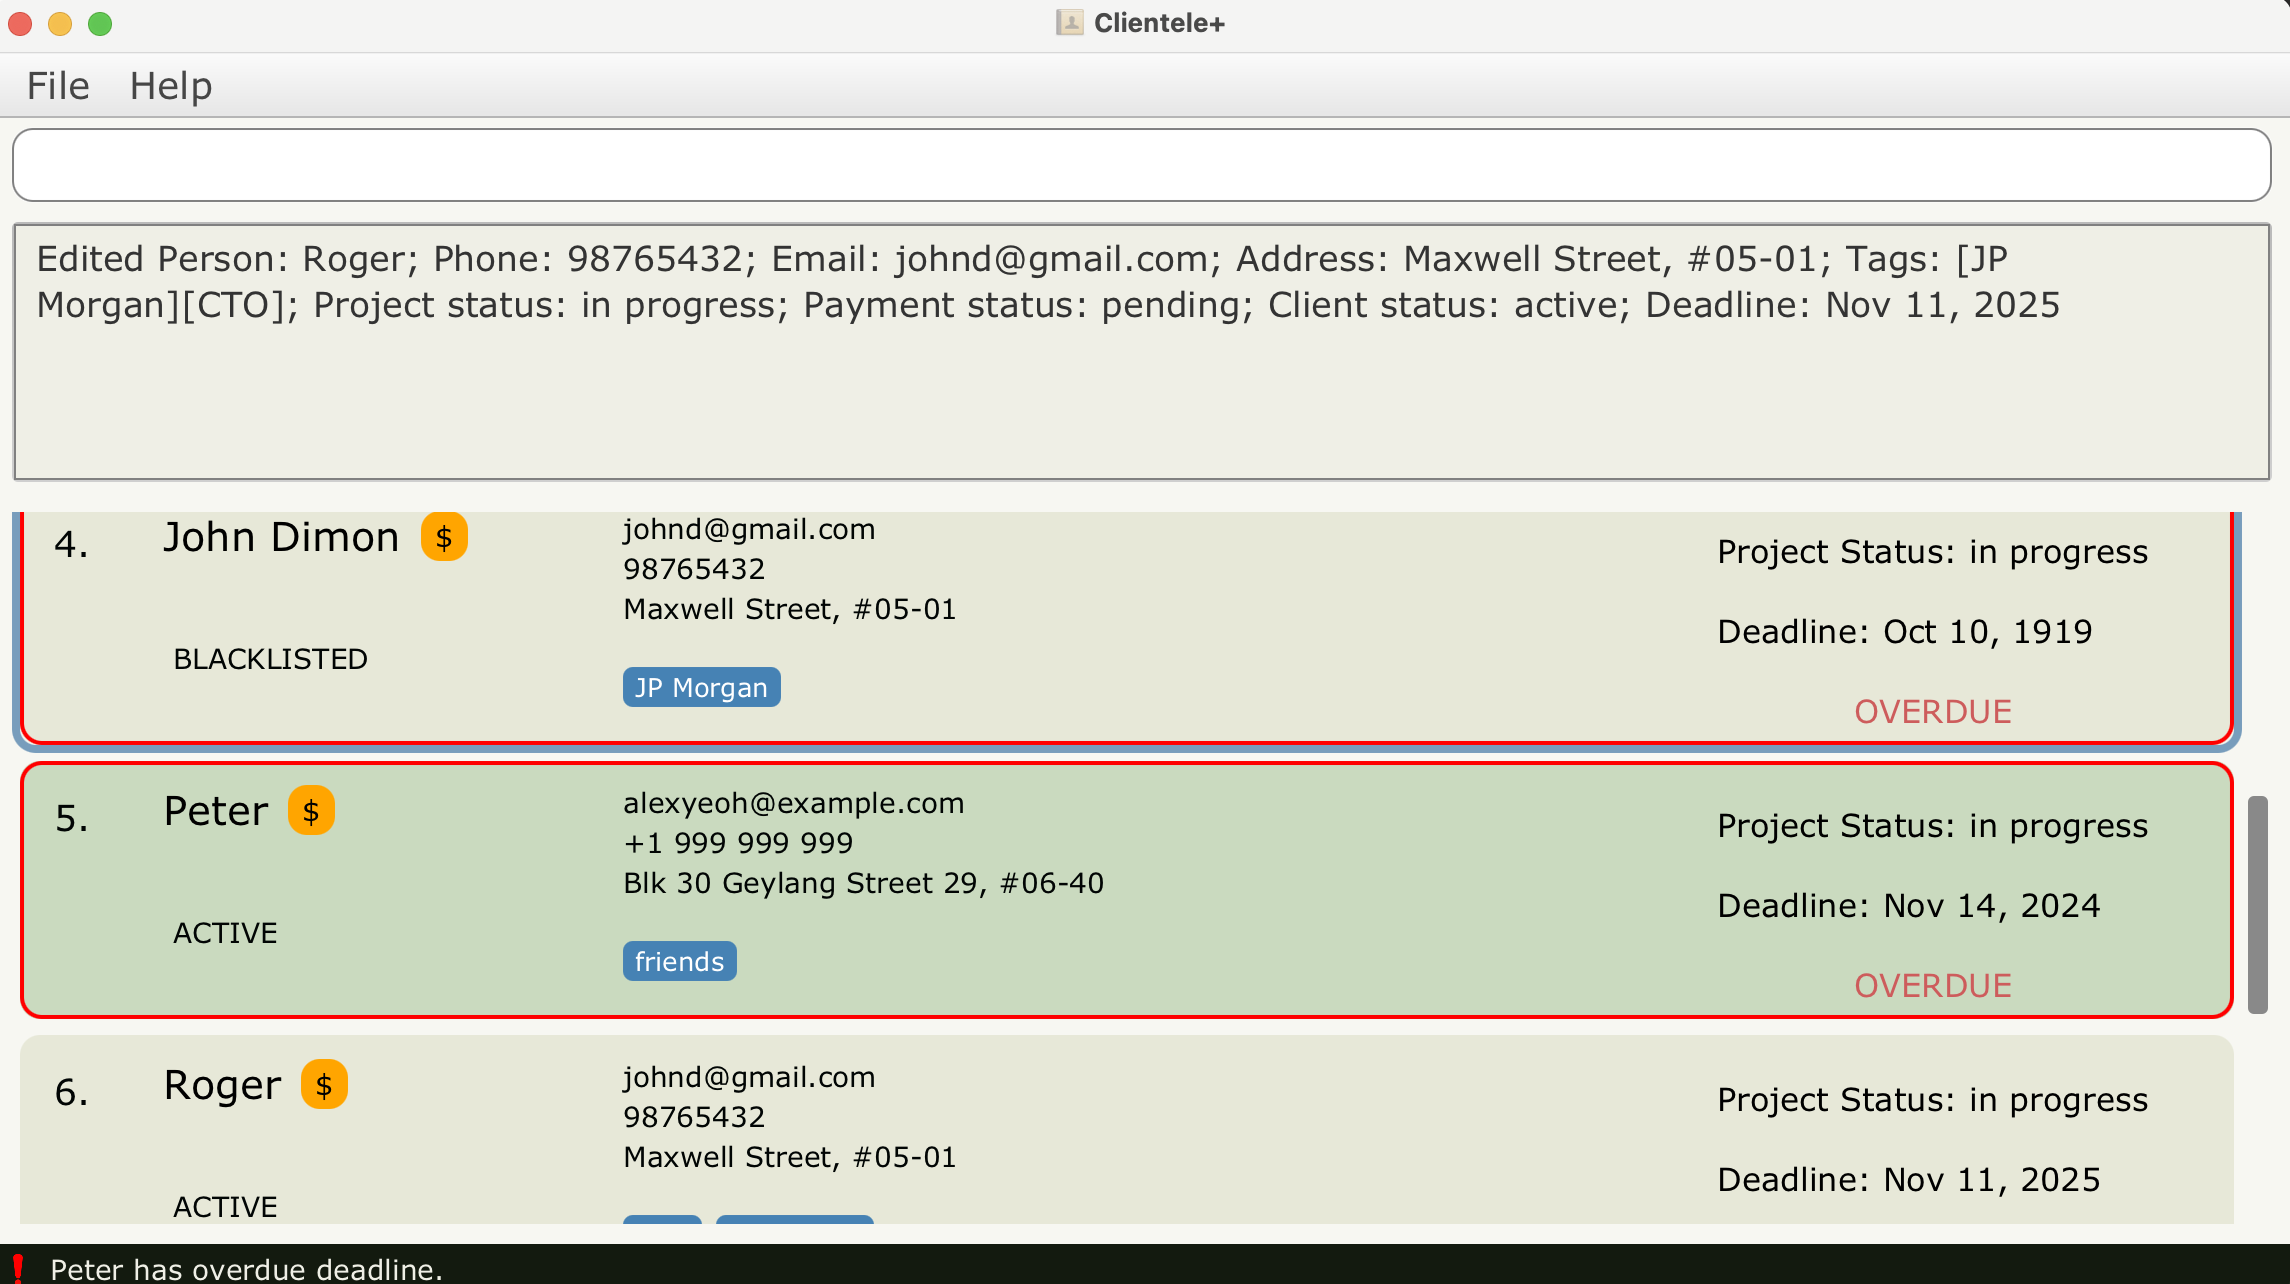 Clientele+
File Help
Edited Person: Roger; Phone: 98765432; Email: johnd@gmail.com; Address: Maxwell Street, #05-01; Tags: [JP
Morgan][CTO]; Project status: in progress; Payment status: pending; Client status: active; Deadline: Nov 11, 2025
4.
John Dimon $
BLACKLISTED
johnd@gmail.com
98765432
Maxwell Street, #05-01
JP Morgan
Project Status: in progress
Deadline: Oct 10, 1919
OVERDUE
5.
Peter $
ACTIVE
alexyeoh@example.com
+1 999 999 999
Blk 30 Geylang Street 29, #06-40
friends
Project Status: in progress
Deadline: Nov 14, 2024
OVERDUE
6.
Roger $
ACTIVE
johnd@gmail.com
98765432
Maxwell Street, #05-01
Project Status: in progress
Deadline: Nov 11, 2025
! Peter has overdue deadline.